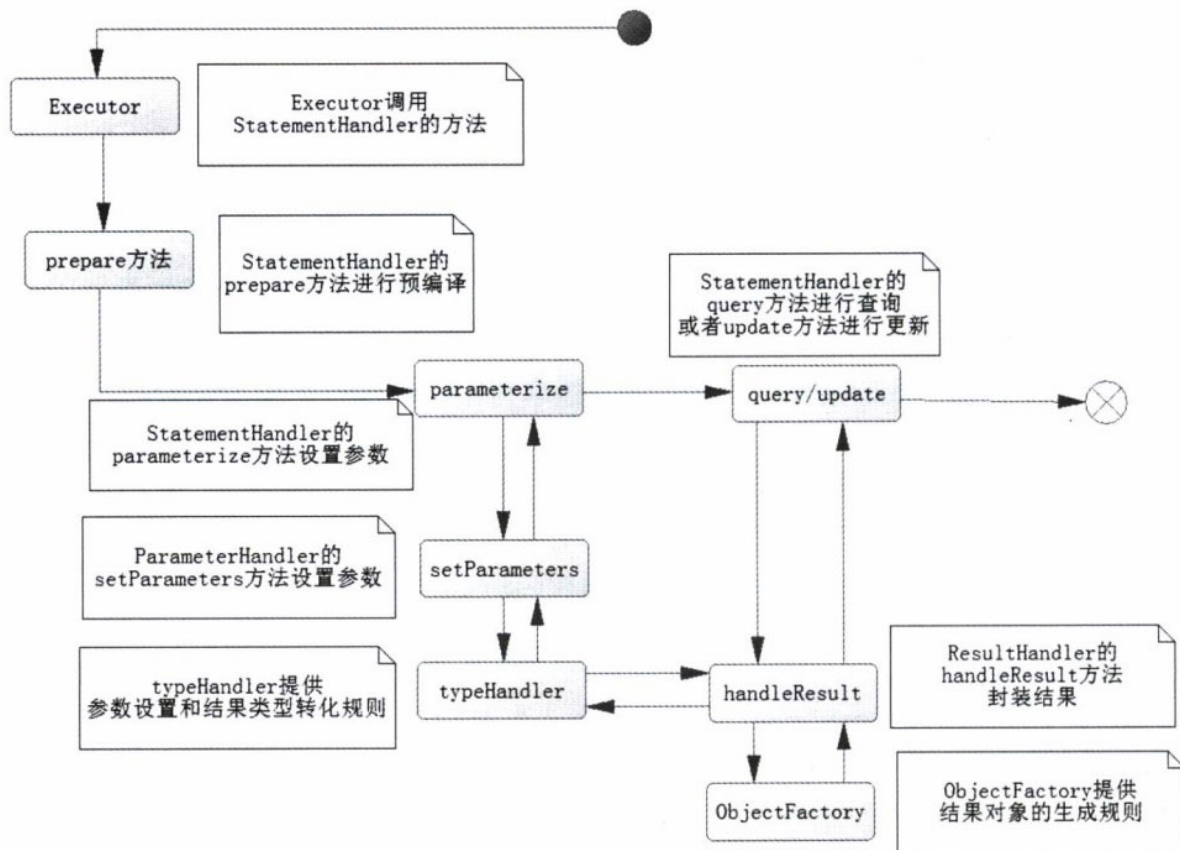 Executor
Executor调用
StatementHandler的方法
prepare方法
StatementHandler的
prepare方法进行预编译
StatementHandler的
query方法进行查询
或者update方法进行更新
parameterize
query/update
StatementHandler的
parameterize方法设置参数
ParameterHandler的
setParameters方法设置参数
setParameters
typeHandler提供
参数设置和结果类型转化规则
typeHandler
handleResult
ResultHandler的
handleResult方法
封装结果
ObjectFactory
ObjectFactory提供
结果对象的生成规则